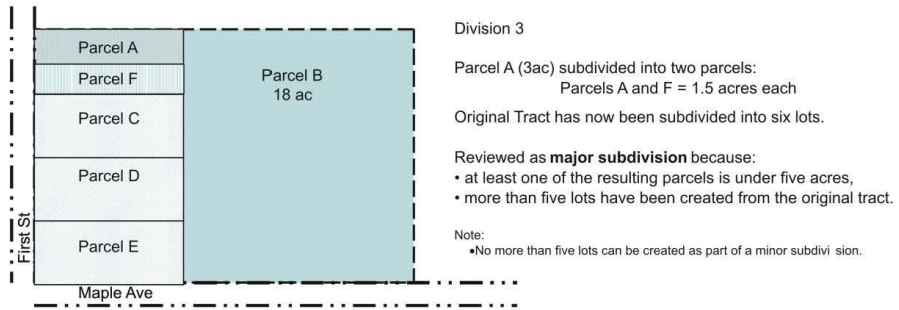 Parcel A
Parcel F
Parcel C
Parcel D
Parcel E
Parcel B
18 ac
First St
Maple Ave
Division 3
Parcel A (3ac) subdivided into two parcels:
Parcels A and F = 1.5 acres each
Original Tract has now been subdivided into six lots.
Reviewed as major subdivision because:
• at least one of the resulting parcels is under five acres,
• more than five lots have been created from the original tract.
Note:
•No more than five lots can be created as part of a minor subdivi sion.